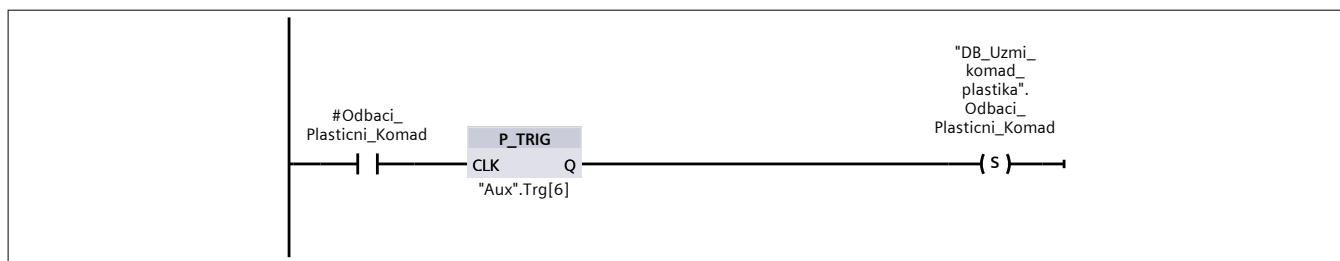 "DB_Uzmi_
komad_
plastika".
Odbaci_
Plasticni_Komad
#Odbaci_
Plasticni_Komad
P_TRIG
CLK Q
S
"Aux".Trg[6]